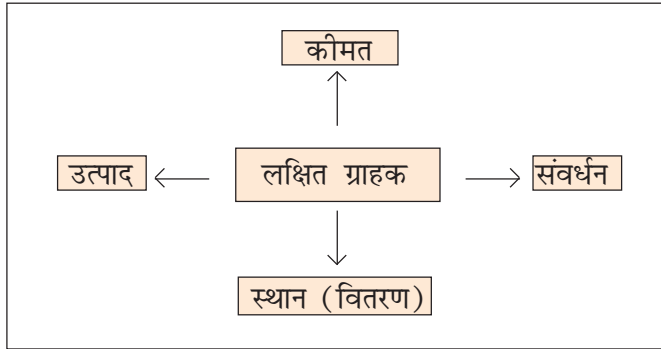 कीमत
उत्पाद
लक्षित ग्राहक
संवर्धन
स्थान (वितरण)